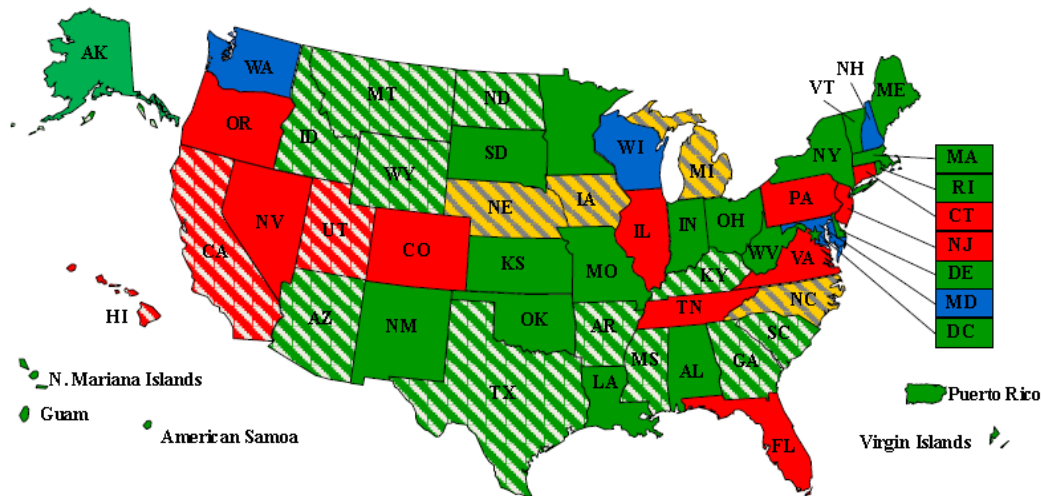 AK
WA
OR
ID
MT
ND
SD
WY
NE
IA
WI
MI
NV
UT
CA
CO
KS
MO
IL
IN
OH
PA
NY
VT
NH
ME
MA
RI
CT
NJ
DE
MD
DC
WV
VA
KY
TN
NC
SC
GA
AL
MS
AR
LA
OK
TX
NM
AZ
FL
HI
N. Mariana Islands
Guam
American Samoa
Puerto Rico
Virgin Islands